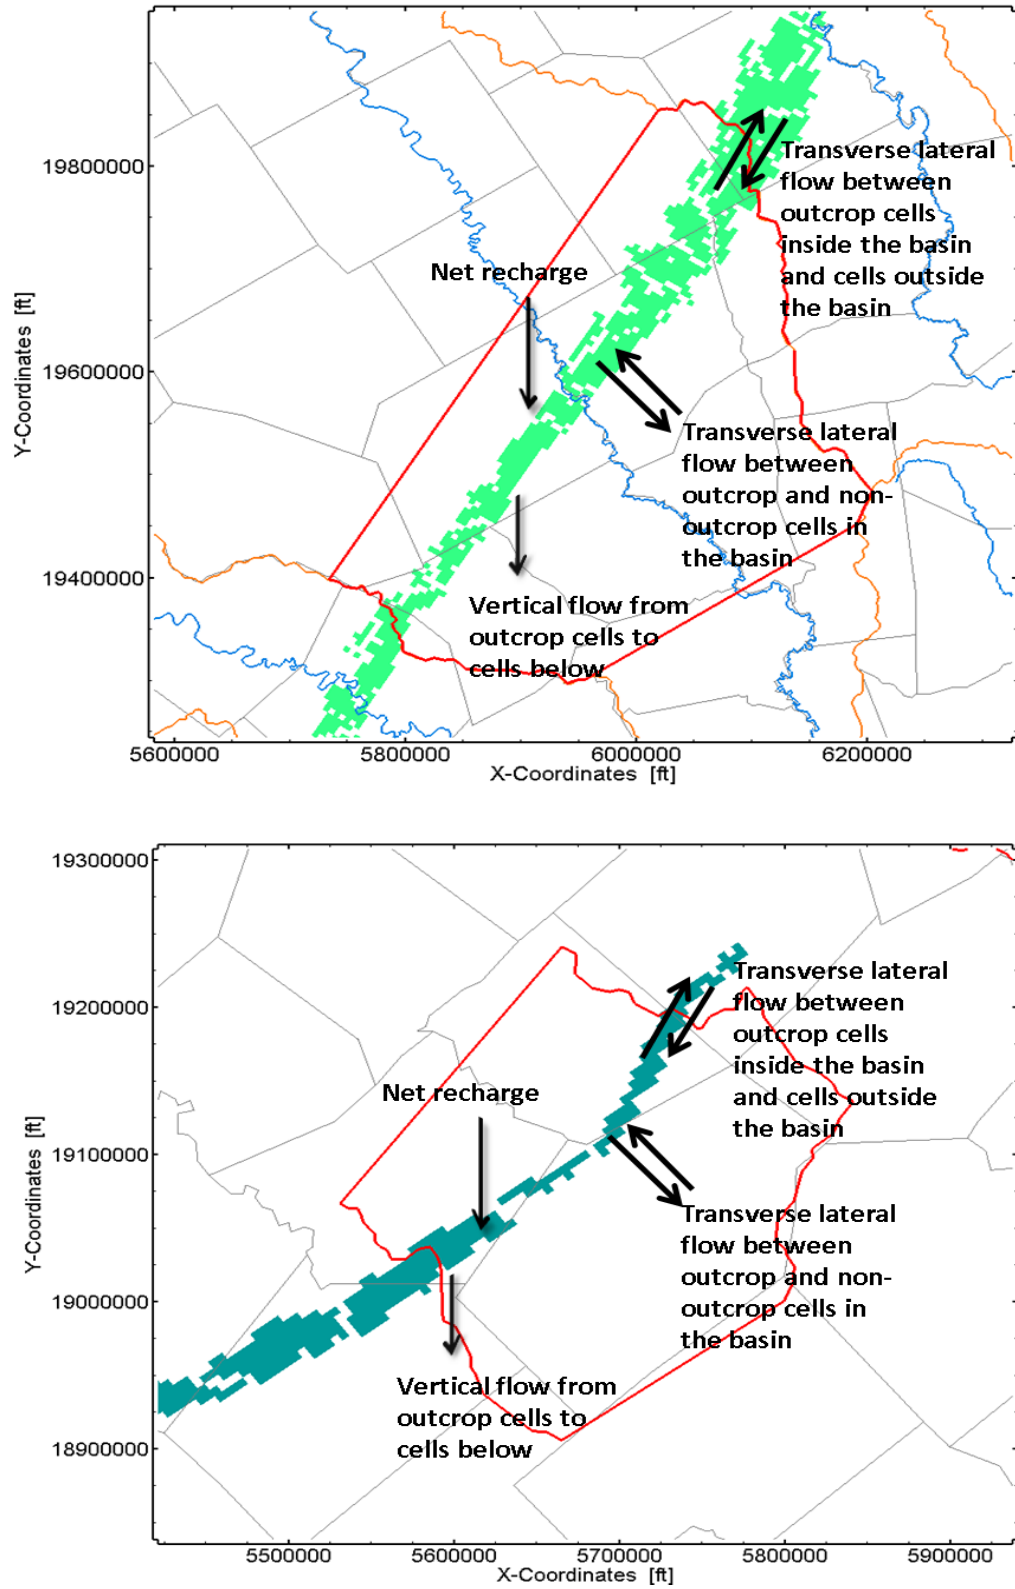 Transverse lateral
flow between
outcrop cells
inside the basin
and cells outside
the basin
Net recharge
Transverse lateral
flow between
outcrop and non-
outcrop cells in
the basin
Vertical flow from
outcrop cells to
cells below
Y-Coordinates [ft]
19800000
19600000
19400000
5600000 5800000 6000000 6200000
X-Coordinates [ft]
19300000
19200000
19100000
19000000
18900000
Y-Coordinates [ft]
Transverse lateral
flow between
outcrop cells
inside the basin
and cells outside
the basin
Net recharge
Transverse lateral
flow between
outcrop and non-
outcrop cells in
the basin
Vertical flow from
outcrop cells to
cells below
5500000 5600000 5700000 5800000 5900000
X-Coordinates [ft]